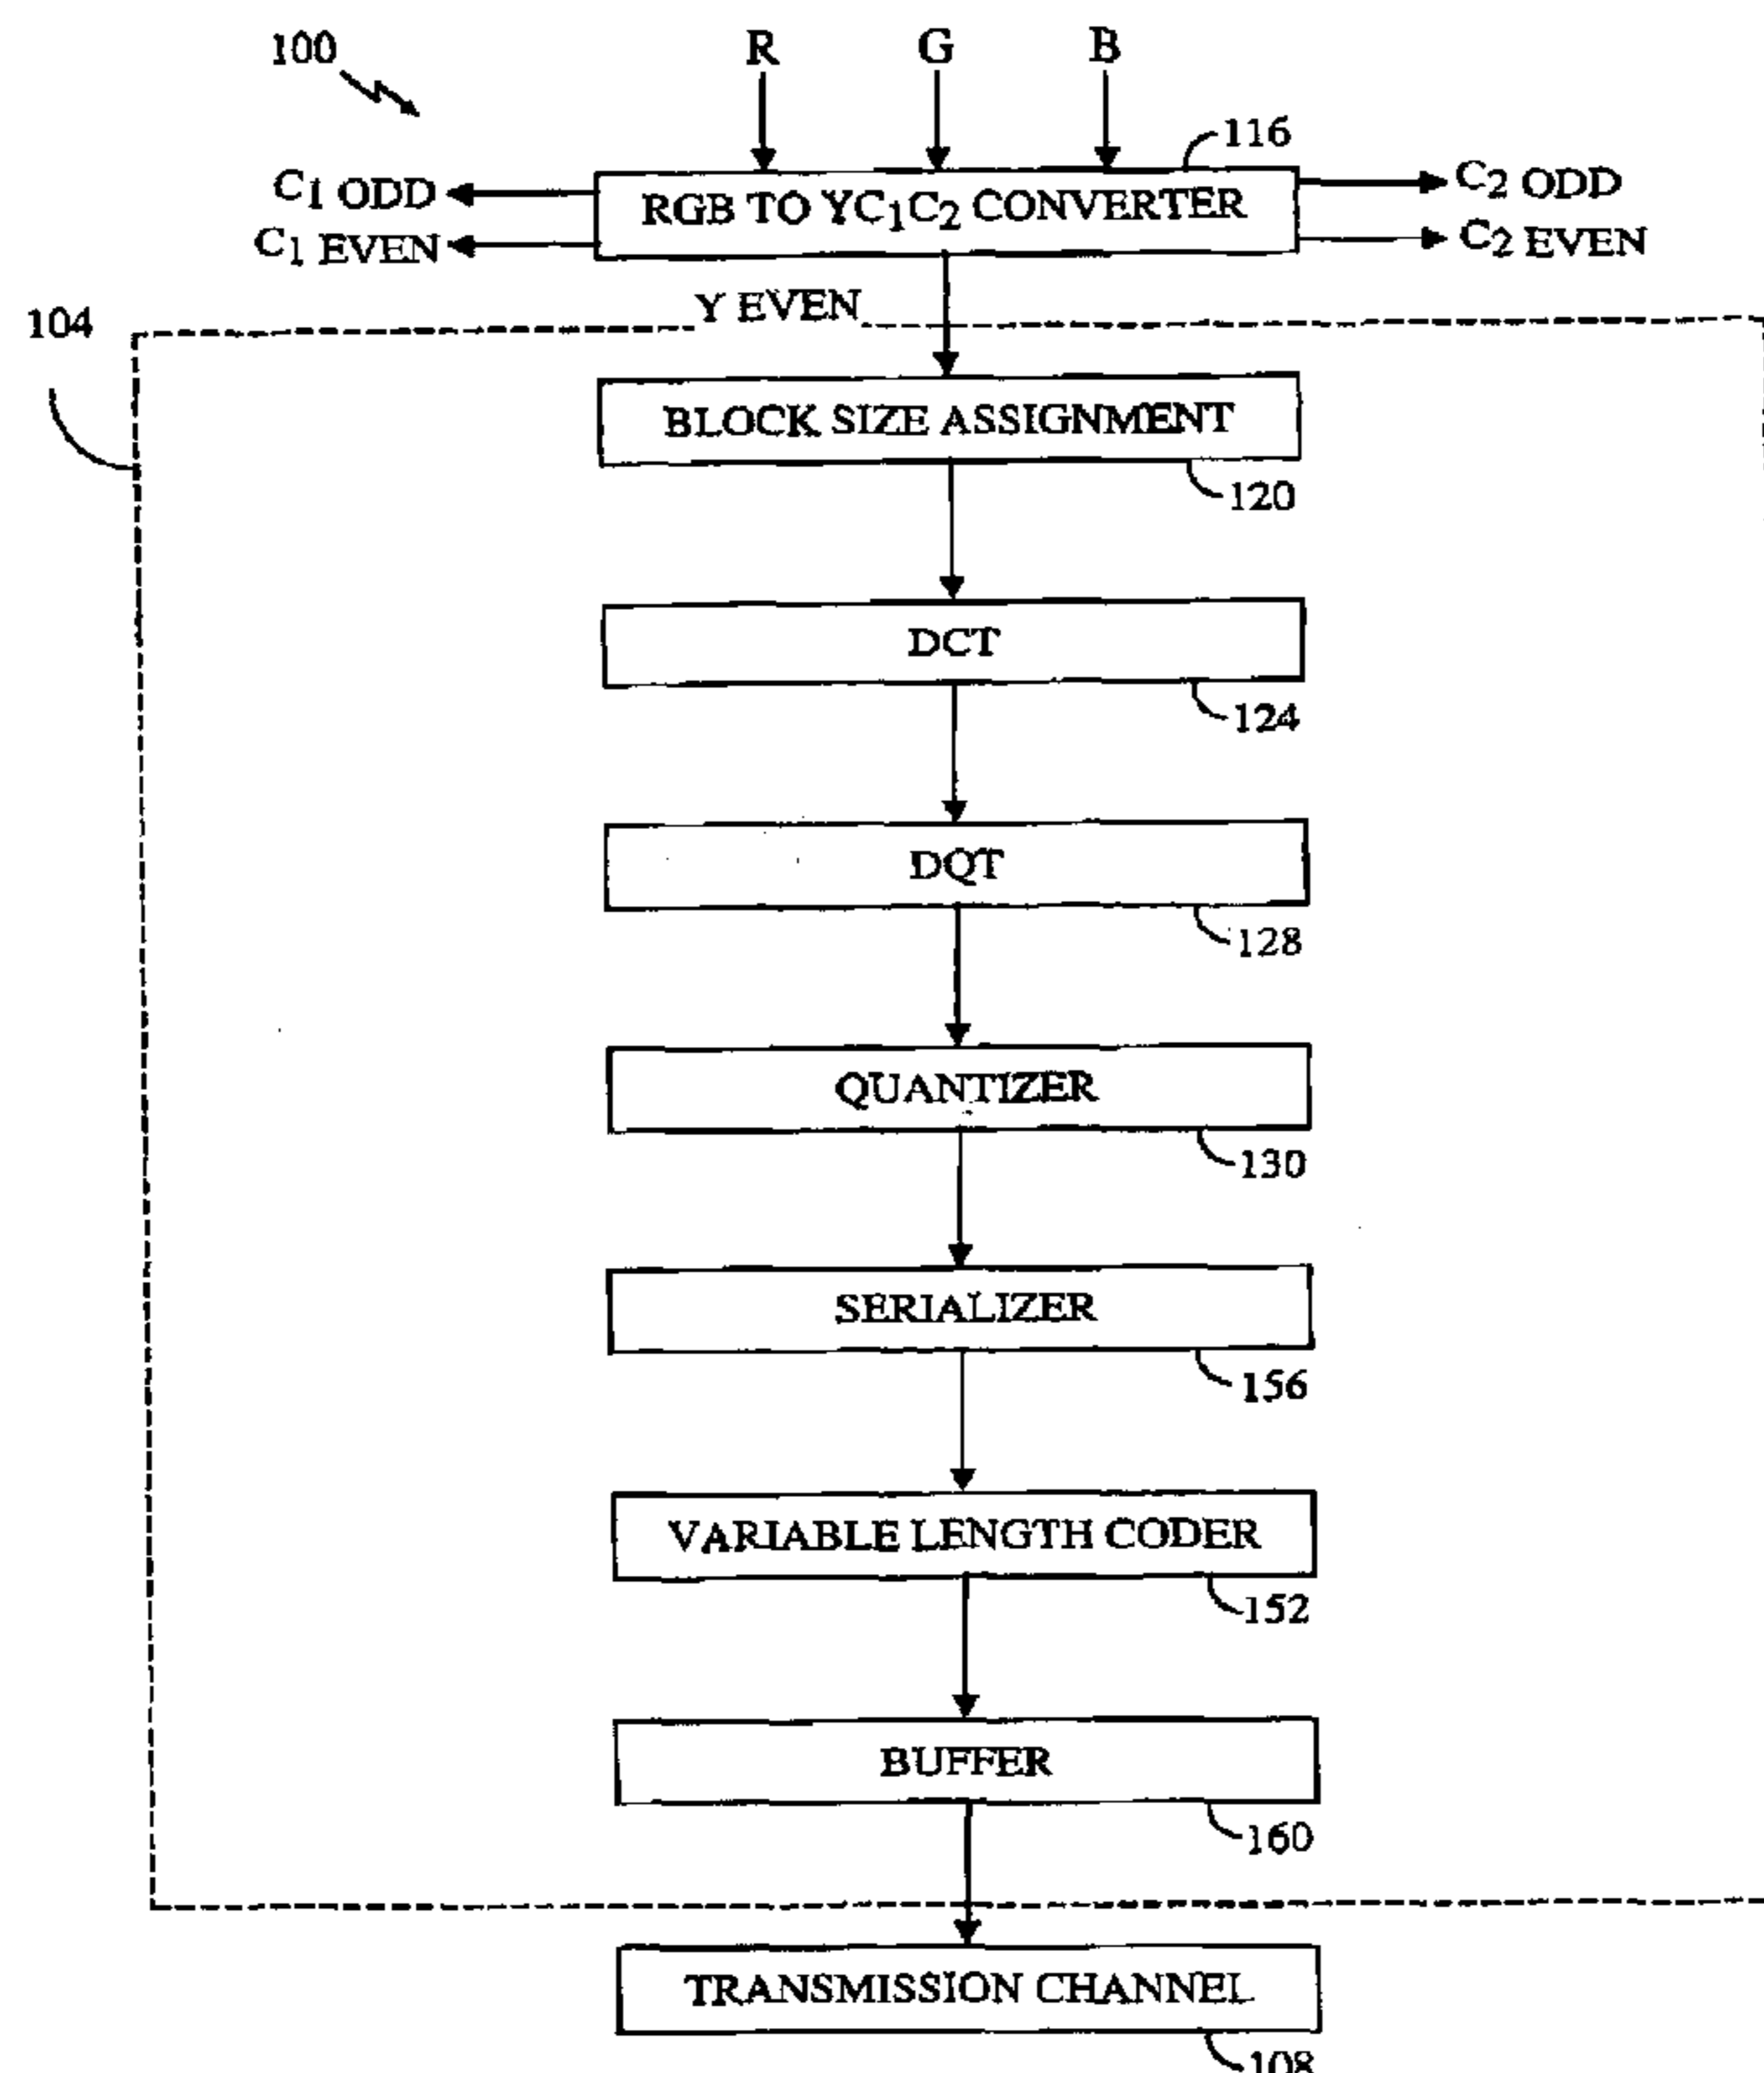 100
R G B
116
C1 ODD
C1 EVEN
RGB TO YC1C2 CONVERTER
C2 ODD
C2 EVEN
Y EVEN
104
BLOCK SIZE ASSIGNMENT
120
DCT
124
DQT
128
QUANTIZER
130
SERIALIZER
156
VARIABLE LENGTH CODER
152
BUFFER
160
TRANSMISSION CHANNEL
108